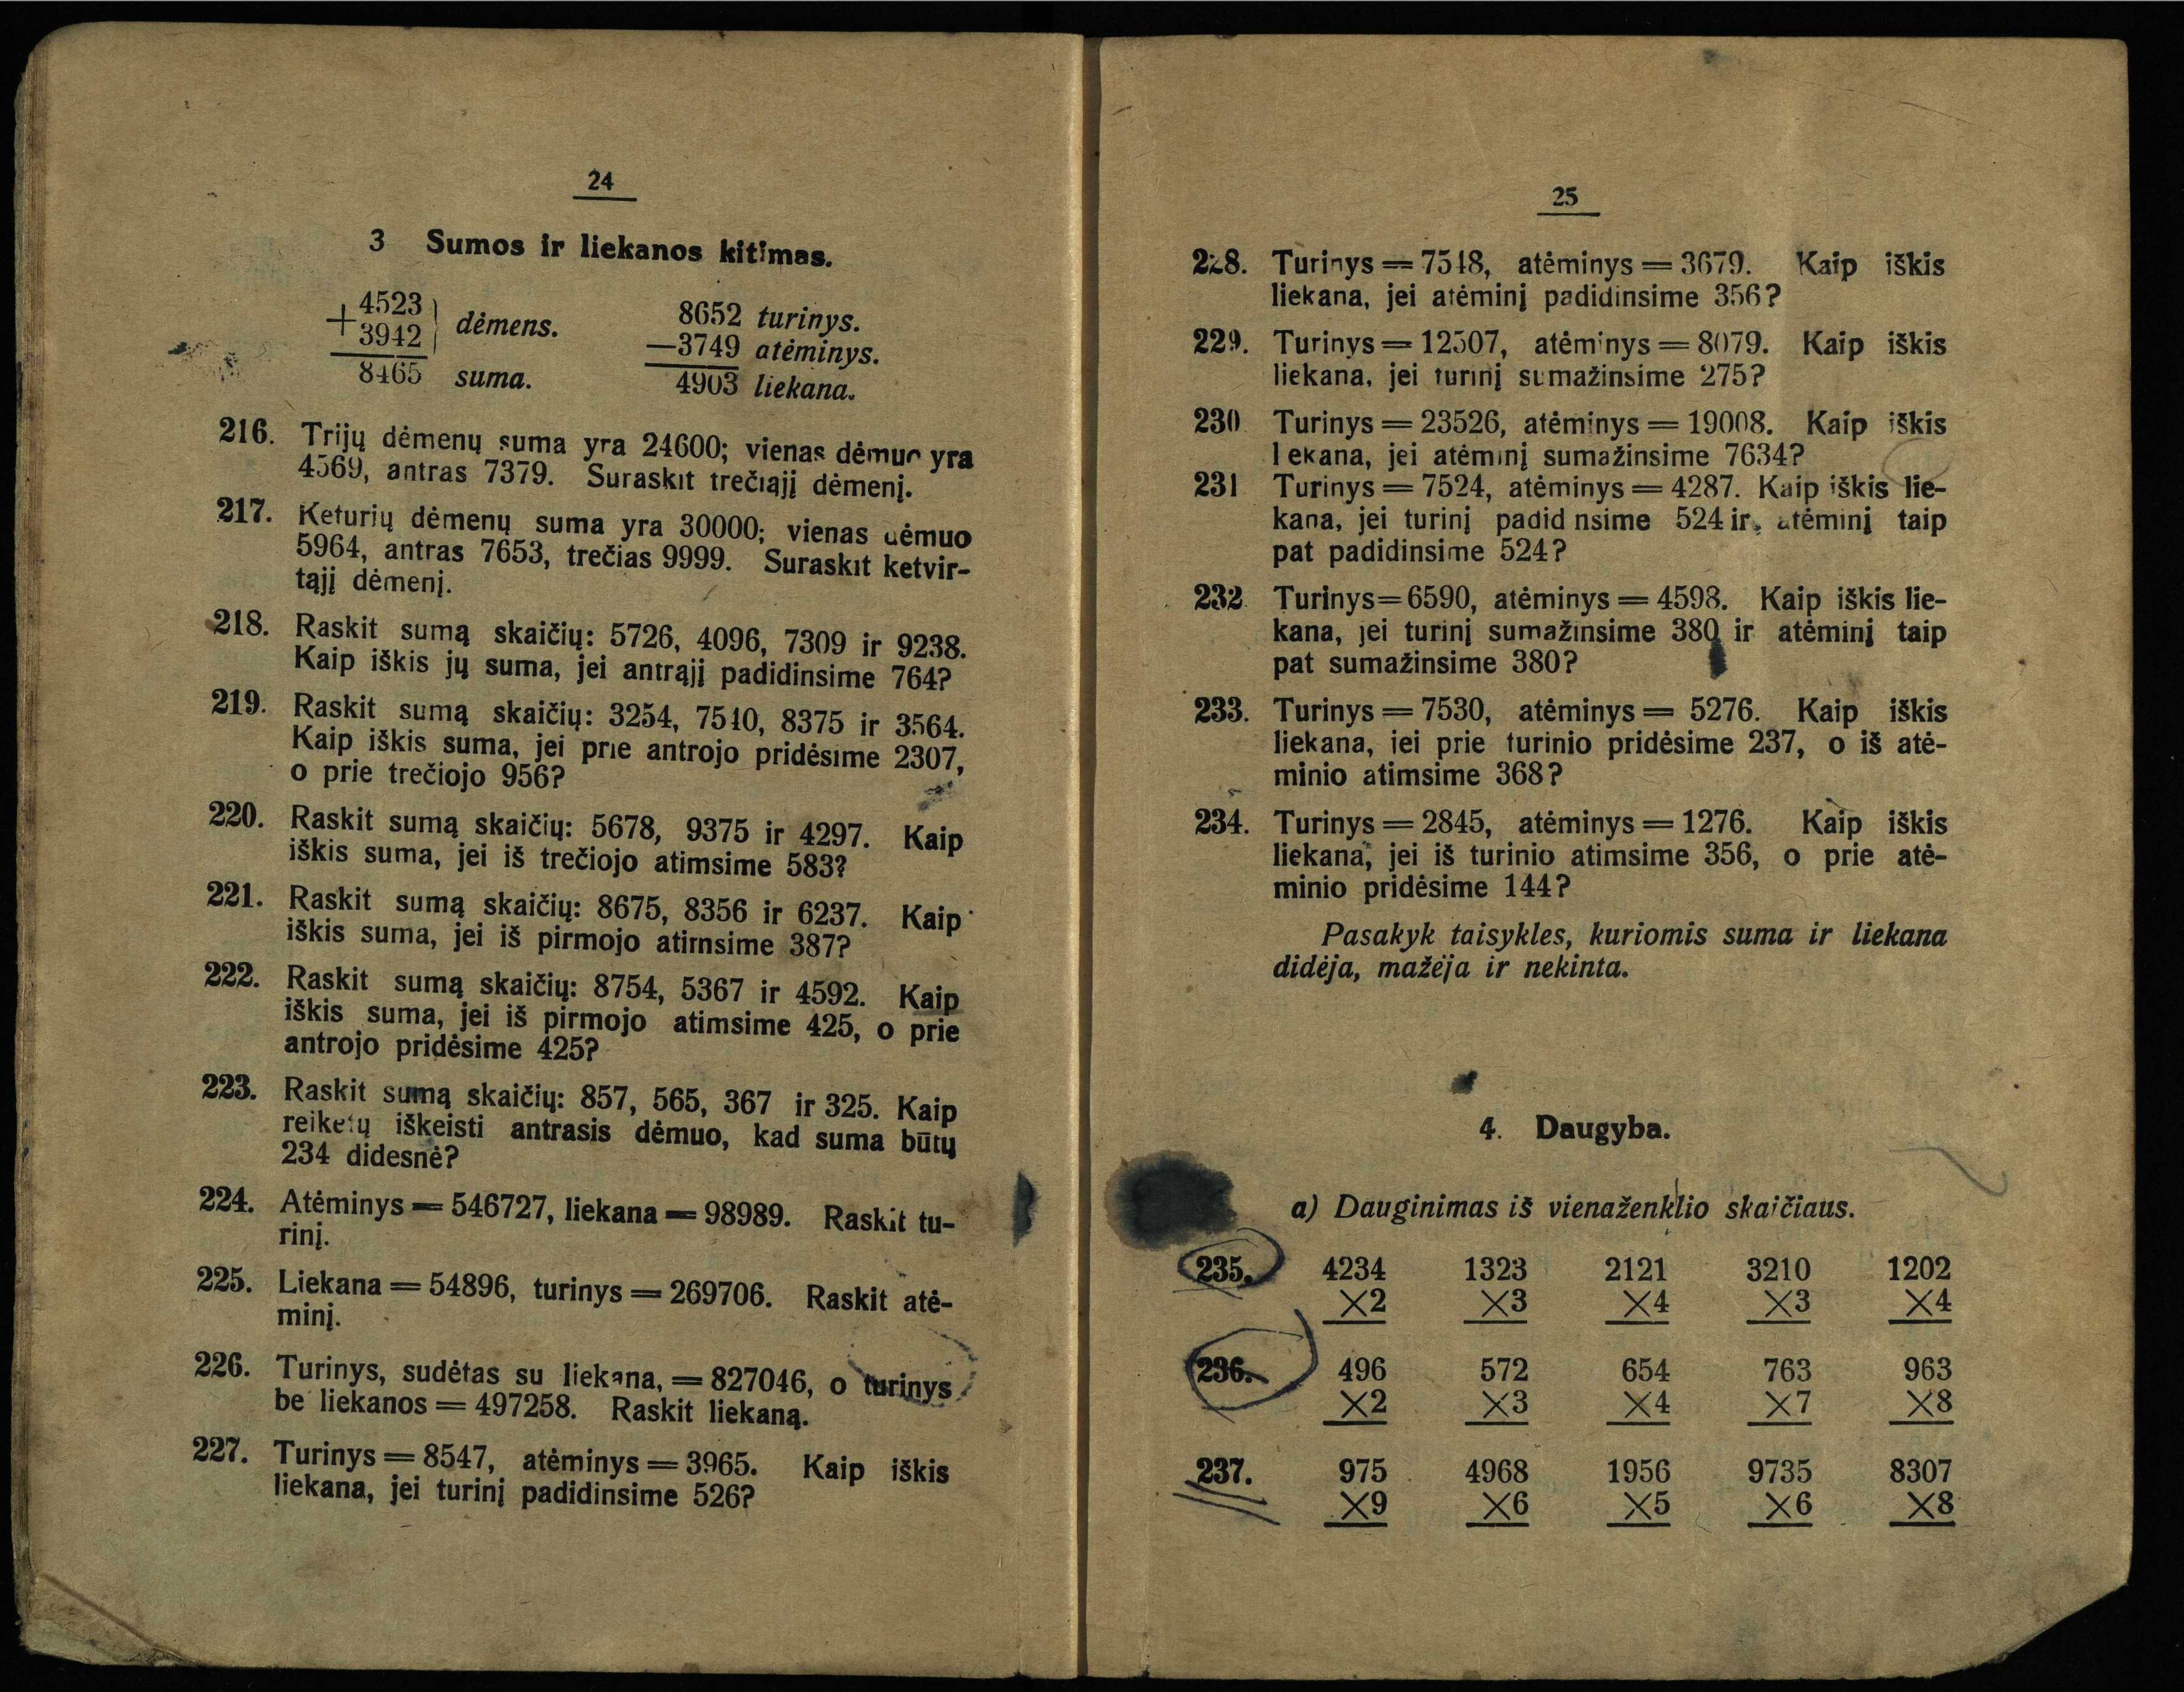 24
3 Sumos ir liekanos kitimas.
+4523
3942 dėmens.
8465 suma.
8652 turinys.
—3749 atėminys.
4903 liekana.
216. Trijų dėmenų suma yra 24600; vienas dėmuo yra
4569, antras 7379. Suraskit trečiąjį dėmenį.
217. Keturių dėmenų suma yra 30000; vienas dėmuo
5964, antras 7653, trečias 9999. Suraskit ketvir-
tąjį dėmenį.
218. Raskit sumą skaičių: 5726, 4096, 7309 ir 9238.
Kaip iškis jų suma, jei antrąjį padidinsime 764?
219. Raskit sumą skaičių: 3254, 7510, 8375 ir 3564.
Kaip iškis suma, jei prie antrojo pridėsime 2307,
o prie trečiojo 956?
220. Raskit sumą skaičių: 5678, 9375 ir 4297. Kaip
iškis suma, jei iš trečiojo atimsime 583?
221. Raskit sumą skaičių: 8675, 8356 ir 6237. Kaip
iškis suma, jei iš pirmojo atimsime 387?
222. Raskit sumą skaičių: 8754, 5367 ir 4592. Kaip
iškis suma, jei iš pirmojo atimsime 425, o prie
antrojo pridėsime 425?
223. Raskit sumą skaičių: 857, 565, 367 ir 325. Kaip
reiketų iškeisti antrasis dėmuo, kad suma būtų
234 didesnė?
224. Atėminys = 546727, liekana = 98989. Raskit tu-
rinį.
225. Liekana = 54896, turinys = 269706. Raskit atė-
minį.
226. Turinys, sudėtas su liekana, = 827046, o turinys
be liekanos = 497258. Raskit liekaną.
227. Turinys = 8547, atėminys = 3965. Kaip iškis
liekana, jei turinį padidinsime 526?
25
228. Turinys = 7548, atėminys = 3679. Kaip iškis
liekana, jei atėminį padidinsime 356?
229. Turinys = 12507, atėminys = 8079. Kaip iškis
liekana, jei turinį sumažinsime 275?
230 Turinys = 23526, atėminys = 19008. Kaip iškis
l ekana, jei atėminį sumažinsime 7634?
231 Turinys = 7524, atėminys = 4287. Kaip iškis lie-
kana, jei turinį padid nsime 524 ir atėminį taip
pat padidinsime 524?
232 Turinys = 6590, atėminys = 4598. Kaip iškis lie-
kana, jei turinį sumažinsime 380 ir atėminį taip
pat sumažinsime 380?
233. Turinys = 7530, atėminys = 5276. Kaip iškis
liekana, jei prie turinio pridėsime 237, o iš atė-
minio atimsime 368?
234. Turinys = 2845, atėminys = 1276. Kaip iškis
liekana, jei iš turinio atimsime 356, o prie atė-
minio pridėsime 144?
Pasakyk taisykles, kuriomis suma ir liekana
didėja, mažėja ir nekinta.
4. Daugyba.
a) Dauginimas iš vienaženklio skaičiaus.
235. 4234 1323 2121 3210 1202
×2 ×3 ×4 ×3 ×4
236. 496 572 654 763 963
×2 ×3 ×4 ×7 ×8
237. 975 4968 1956 9735 8307
×9 ×6 ×5 ×6 ×8